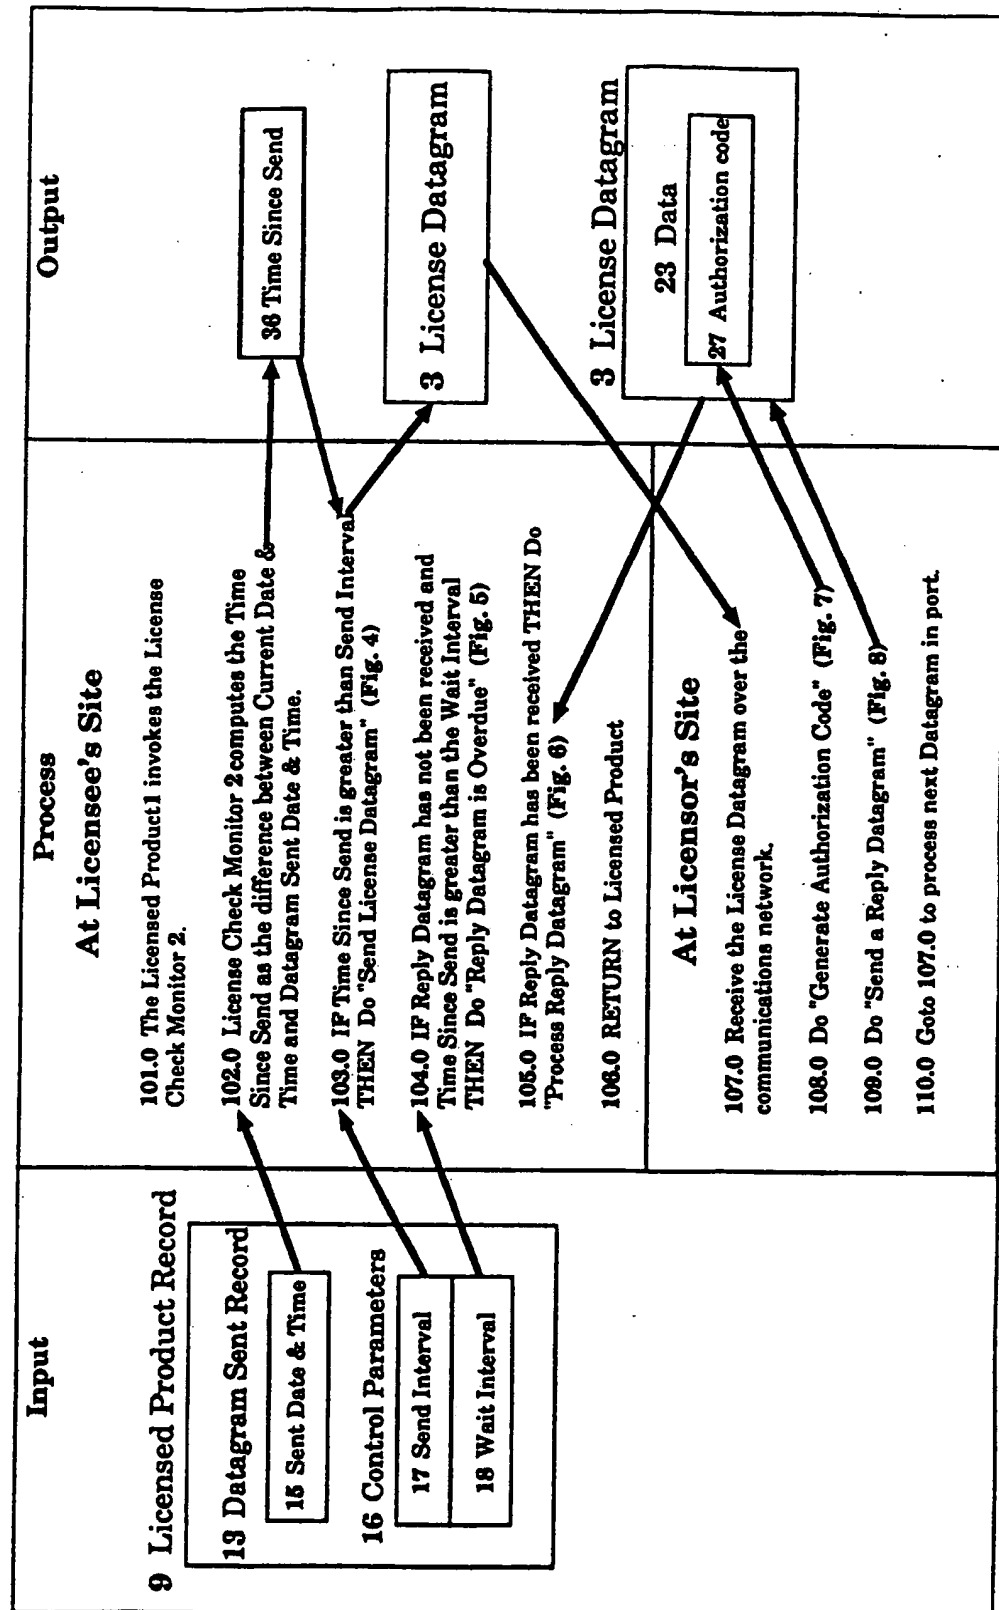 Input
9 Licensed Product Record
13 Datagram Sent Record
15 Sent Date & Time
16 Control Parameters
17 Send Interval
18 Wait Interval
Process
At Licensee's Site
101.0 The Licensed Product1 invokes the License
Check Monitor 2.
102.0 License Check Monitor 2 computes the Time
Since Send as the difference between Current Date &
Time and Datagram Sent Date & Time.
103.0 IF Time Since Send is greater than Send Interval
THEN Do "Send License Datagram" (Fig. 4)
104.0 IF Reply Datagram has not been received and
Time Since Send is greater than the Wait Interval
THEN Do "Reply Datagram is Overdue" (Fig. 5)
105.0 IF Reply Datagram has been received THEN Do
"Process Reply Datagram" (Fig. 6)
106.0 RETURN to Licensed Product
At Licensor's Site
107.0 Receive the License Datagram over the
communications network.
108.0 Do "Generate Authorization Code" (Fig. 7)
109.0 Do "Send a Reply Datagram" (Fig. 8)
110.0 Goto 107.0 to process next Datagram in port.
Output
36 Time Since Send
3 License Datagram
3 License Datagram
23 Data
27 Authorization code